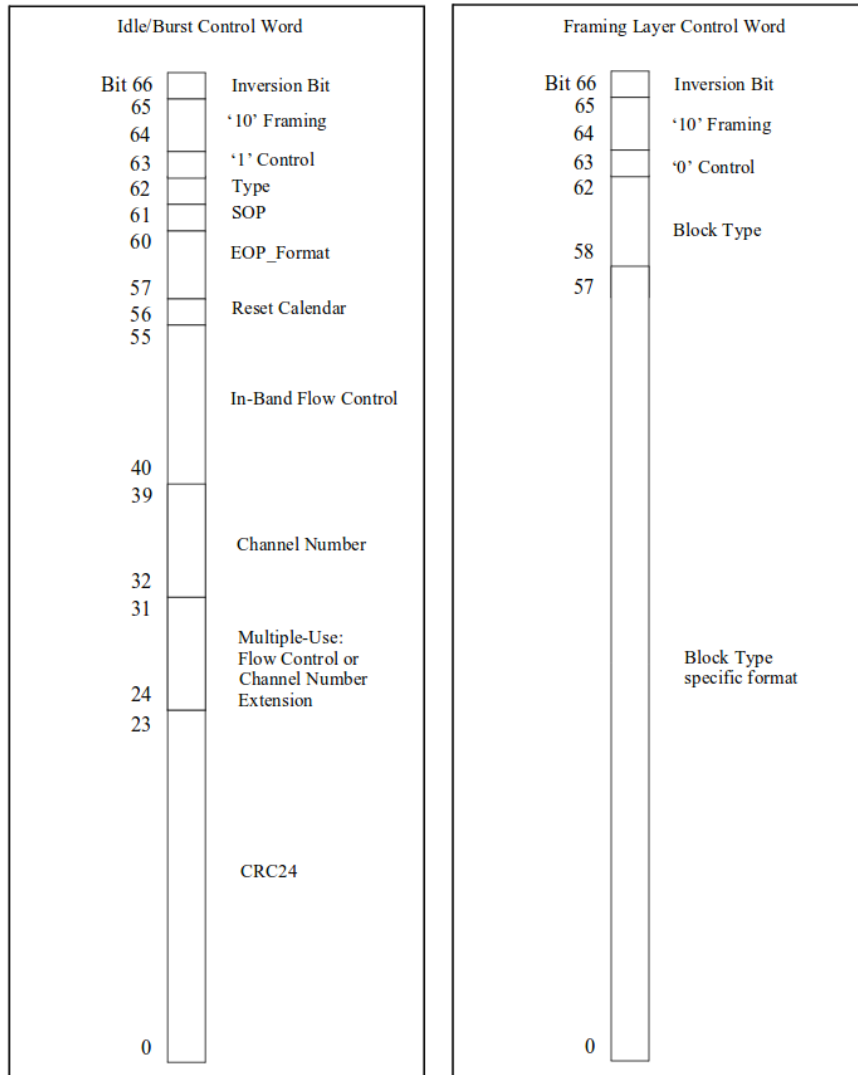 Idle/Burst Control Word
Bit 66 Inversion Bit
65
‘10’ Framing
64
63 ‘1’ Control
62 Type
61 SOP
60
EOP_Format
57
56 Reset Calendar
55
In-Band Flow Control
40
39
Channel Number
32
31
Multiple-Use:
Flow Control or
Channel Number
24
Extension
23
CRC24
0
Framing Layer Control Word
Bit 66 Inversion Bit
65
‘10’ Framing
64
63 ‘0’ Control
62
Block Type
58
57
Block Type
specific format
0